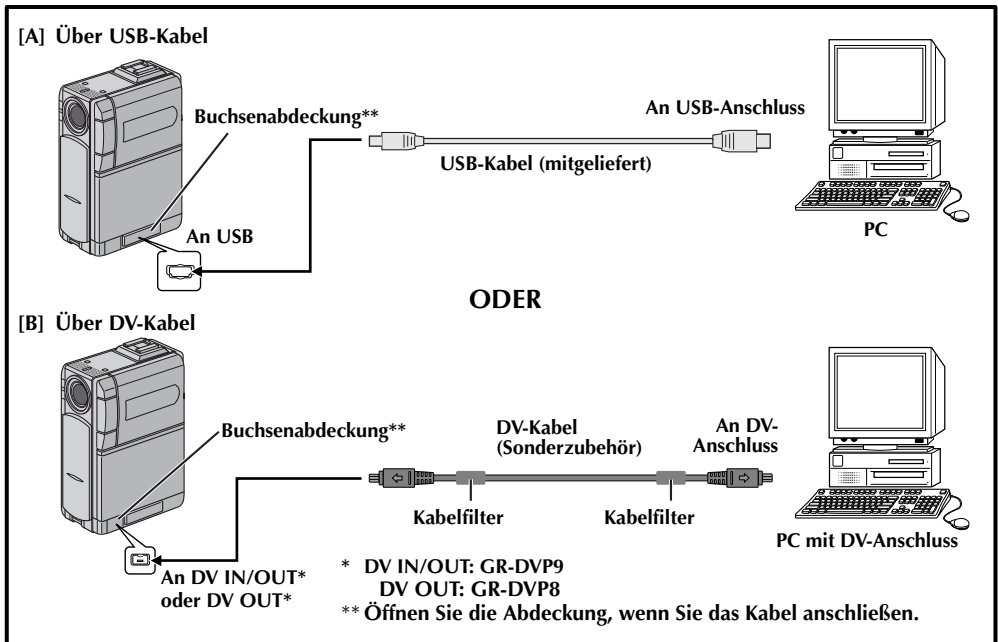 [A] Über USB-Kabel
Buchsenabdeckung**
An USB-Anschluss
USB-Kabel (mitgeliefert)
An USB
PC
ODER
[B] Über DV-Kabel
Buchsenabdeckung**
DV-Kabel
(Sonderzubehör)
An DV-
Anschluss
Kabelfilter
Kabelfilter
PC mit DV-Anschluss
An DV IN/OUT*
oder DV OUT*
* DV IN/OUT: GR-DVP9
DV OUT: GR-DVP8
** Öffnen Sie die Abdeckung, wenn Sie das Kabel anschließen.